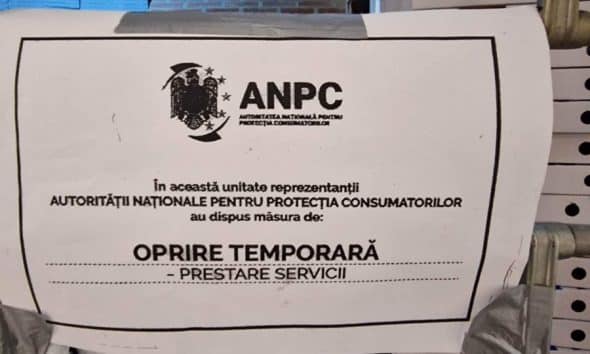 ANPC
AUTORITATEA NAȚIONALĂ PENTRU
PROTECȚIA CONSUMATORILOR
În această unitate reprezentanții
AUTORITĂȚII NAȚIONALE PENTRU PROTECȚIA CONSUMATORILOR
au dispus măsura de:
OPRIRE TEMPORARĂ
– PRESTARE SERVICII